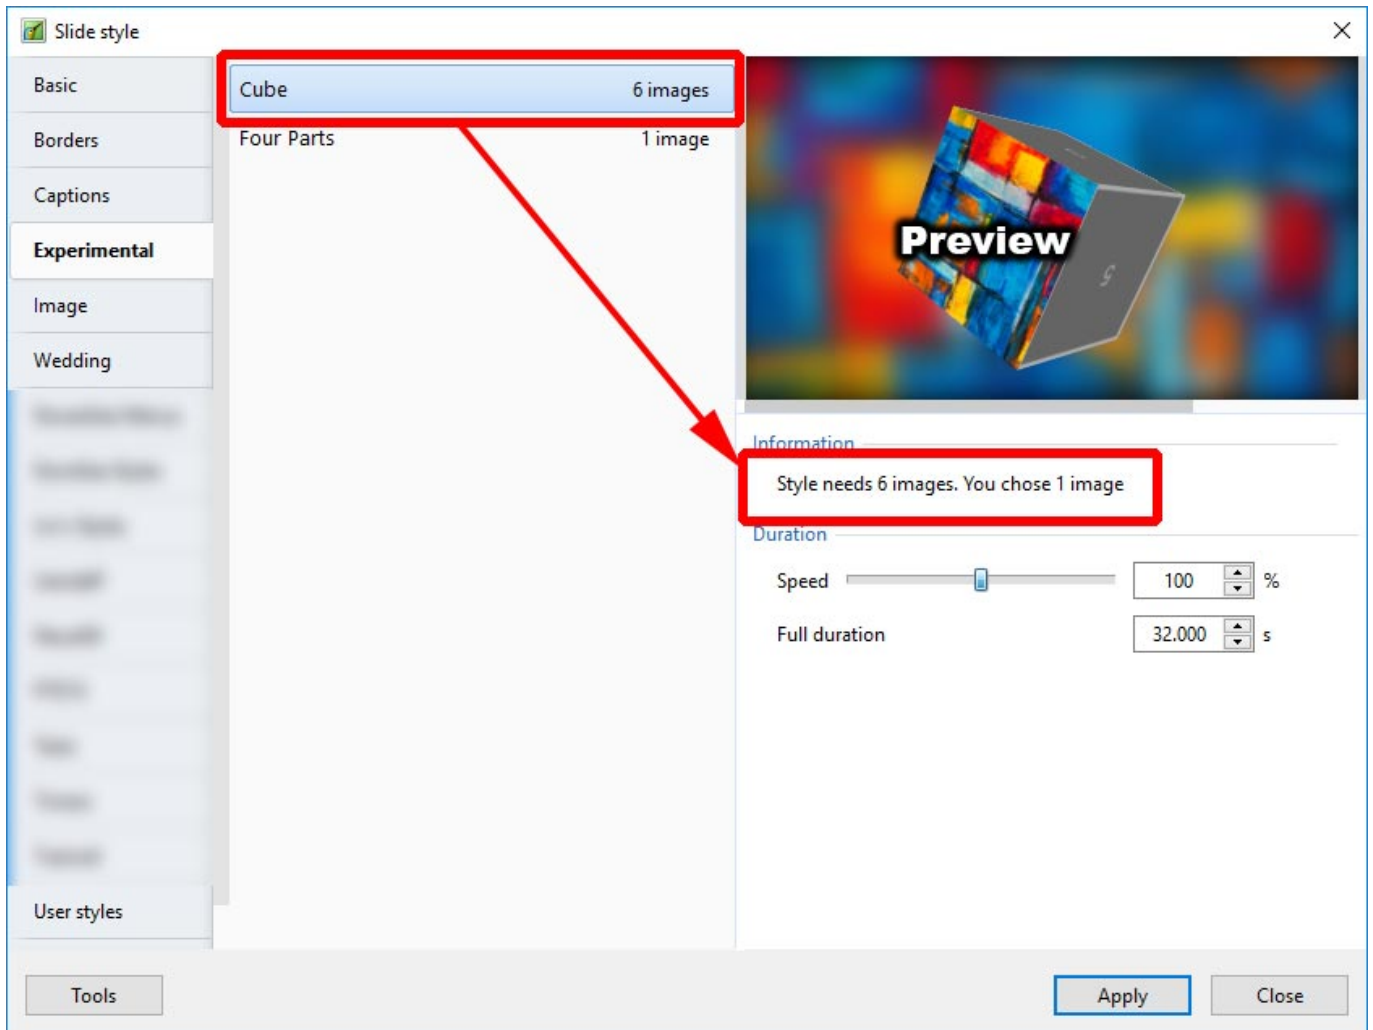 Slide style
Basic
Borders
Captions
Experimental
Image
Wedding
User styles
Cube 6 images
Four Parts 1 image
Preview
5
Information
Style needs 6 images. You chose 1 image
Duration
Speed 100 %
Full duration 32.000 s
Tools
Apply
Close